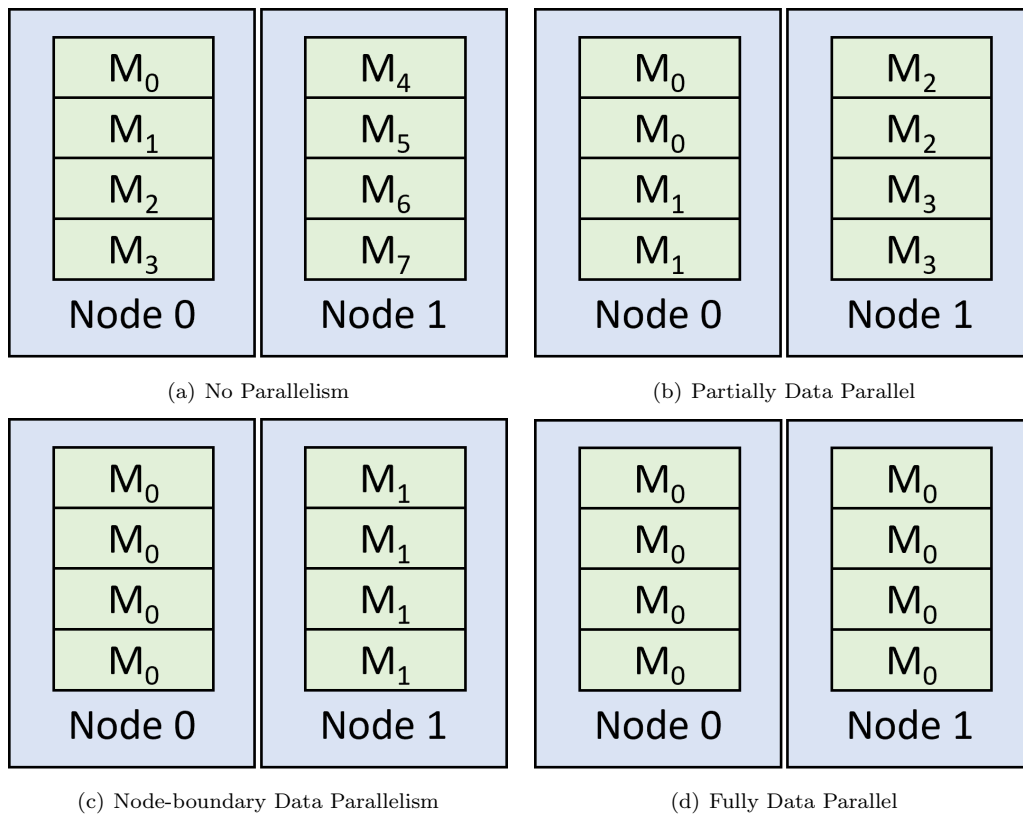 M₀
M₁
M₂
M₃
Node 0
M₄
M₅
M₆
M₇
Node 1
(a) No Parallelism
M₀
M₀
M₁
M₁
Node 0
M₂
M₂
M₃
M₃
Node 1
(b) Partially Data Parallel
M₀
M₀
M₀
M₀
Node 0
M₁
M₁
M₁
M₁
Node 1
(c) Node-boundary Data Parallelism
M₀
M₀
M₀
M₀
Node 0
M₀
M₀
M₀
M₀
Node 1
(d) Fully Data Parallel